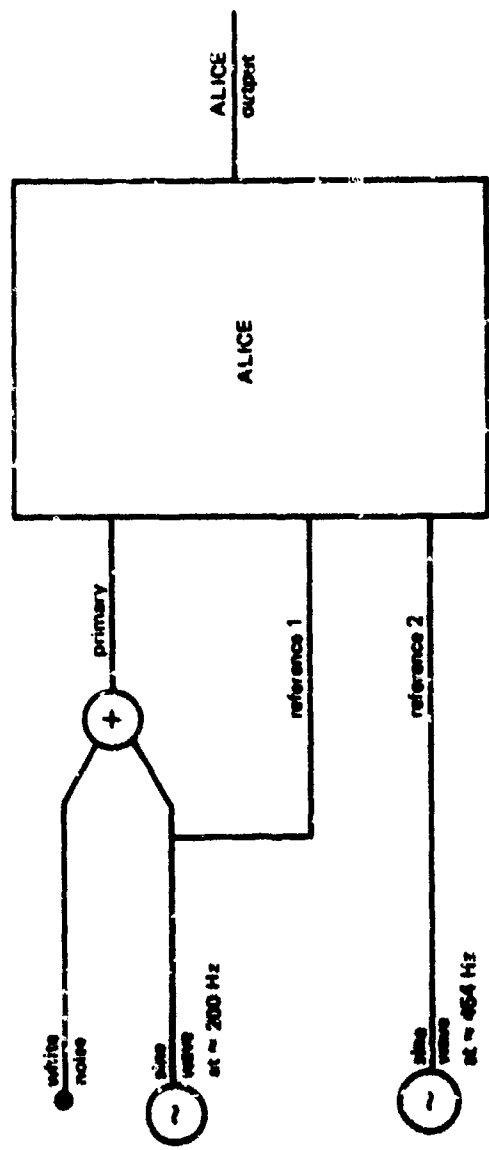 white
noise
sine
wave
at ≈ 200 Hz
+
~
primary
reference 1
reference 2
sine
wave
at ≈ 464 Hz
~
ALICE
ALICE
output